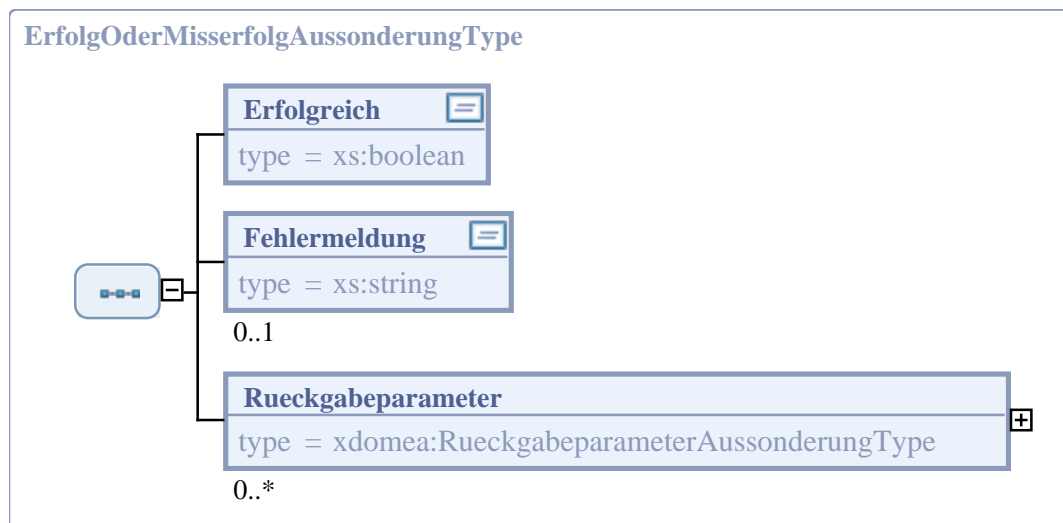 ErfolgOderMisserfolgAussonderungType
Erfolgreich
type = xs:boolean
Fehlermeldung
type = xs:string
0..1
Rueckgabeparameter
type = xdomea:RueckgabeparameterAussonderungType
0..*